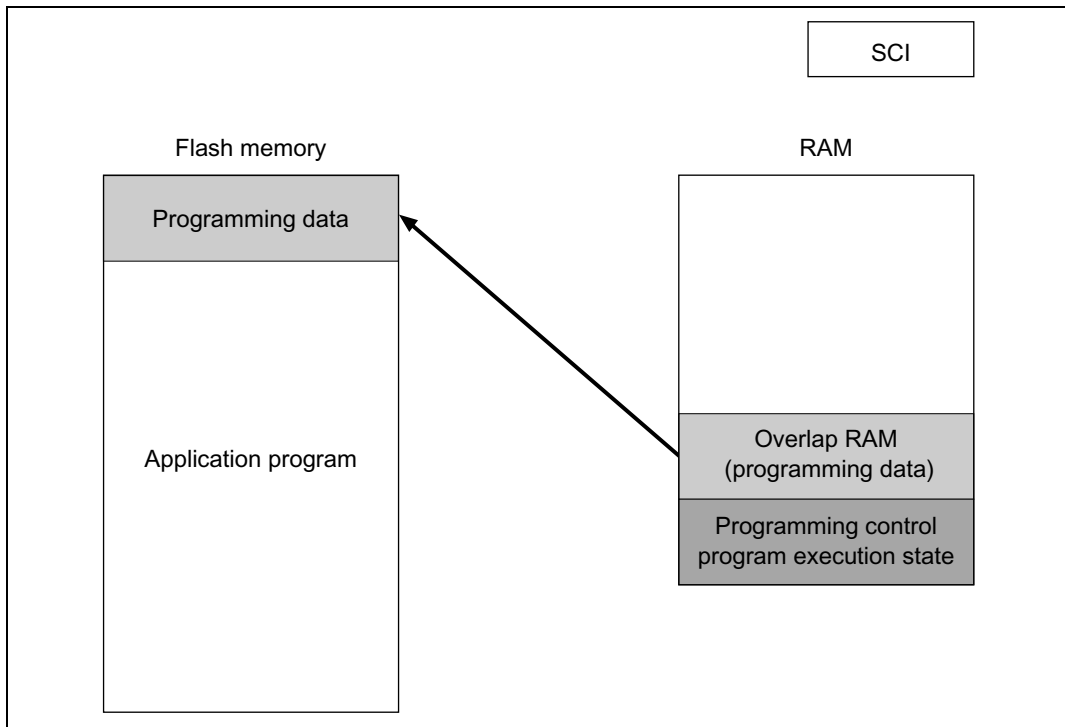 SCI
Flash memory
RAM
Programming data
Application program
Overlap RAM
(programming data)
Programming control
program execution state